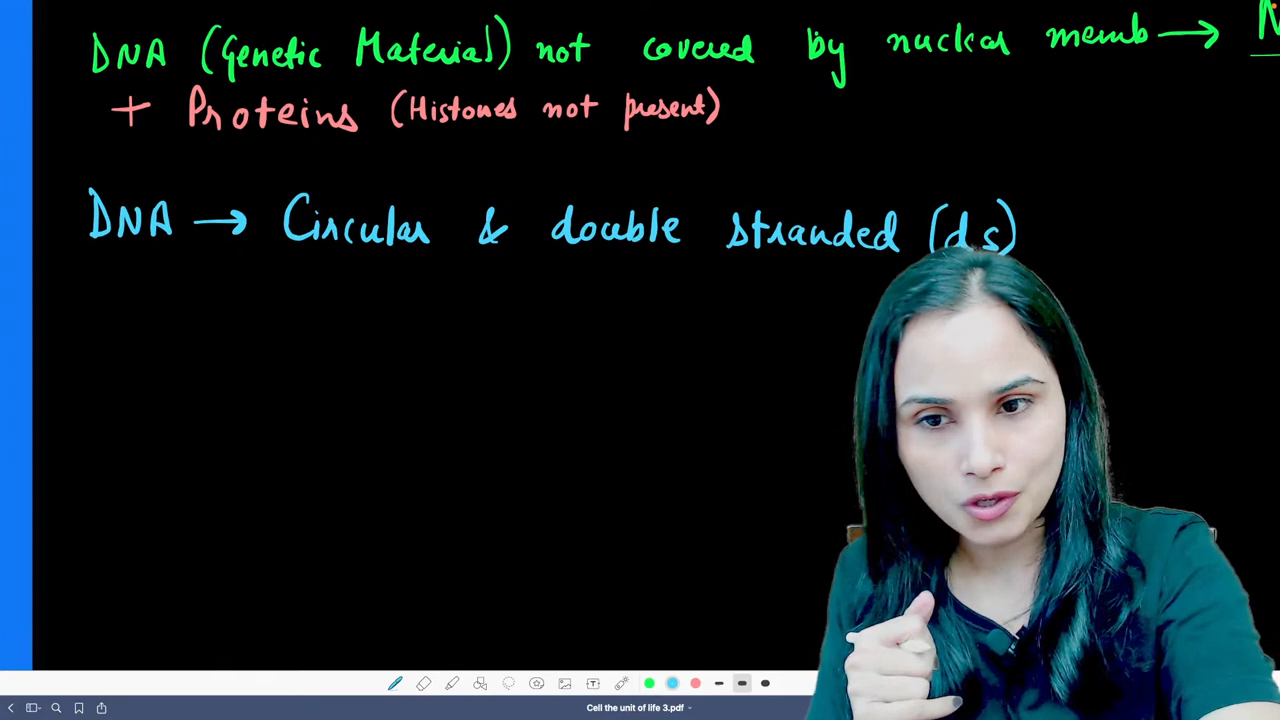 DNA (Genetic Material) not covered by nuclear memb →
+ Proteins (Histones not present)
DNA → Circular & double stranded (ds)
Cell the unit of life 3.pdf